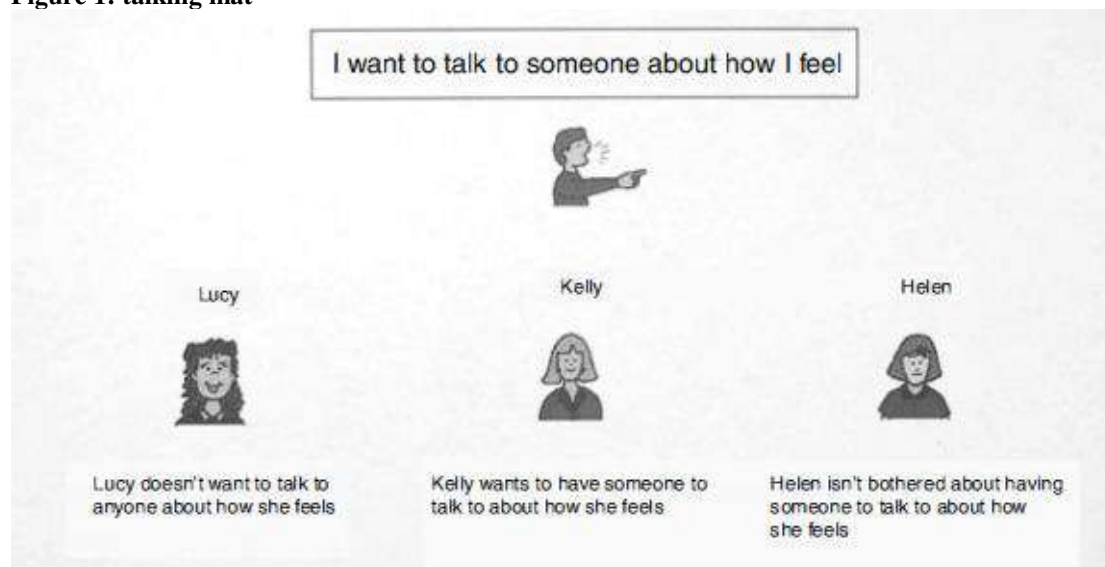 Figure 1: talking mat
I want to talk to someone about how I feel
Lucy
Kelly
Helen
Lucy doesn't want to talk to
anyone about how she feels
Kelly wants to have someone to
talk to about how she feels
Helen isn't bothered about having
someone to talk to about how
she feels